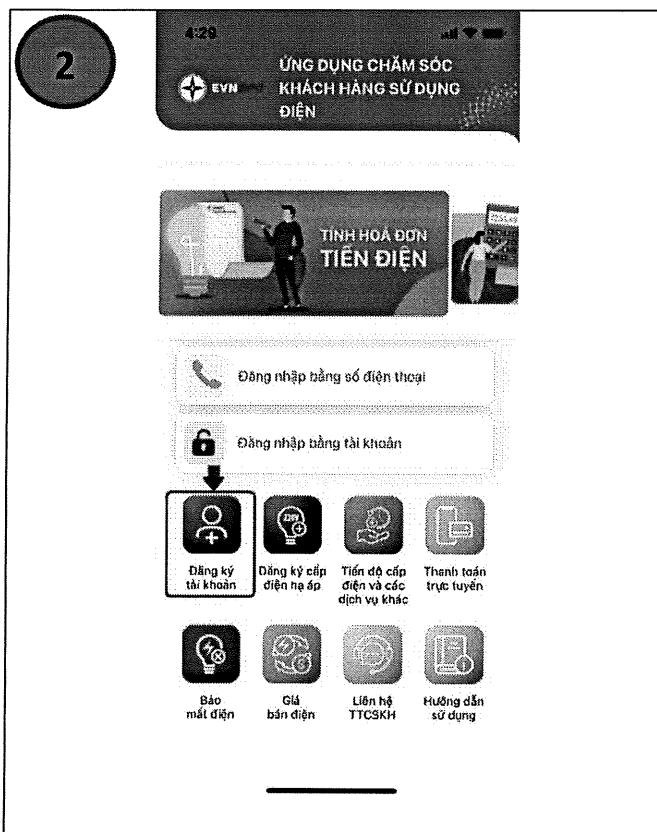 2
4:29
ỨNG DỤNG CHĂM SÓC
EVN
KHÁCH HÀNG SỬ DỤNG
ĐIỆN
TÍNH HOÁ ĐƠN
TIỀN ĐIỆN
Đăng nhập bằng số điện thoại
Đăng nhập bằng tài khoản
Đăng ký
tài khoản
Đăng ký cấp
điện hạ áp
Tiến độ cấp
điện và các
dịch vụ khác
Thanh toán
trực tuyến
Báo
mất điện
Giá
bán điện
Liên hệ
TTCSKH
Hướng dẫn
sử dụng